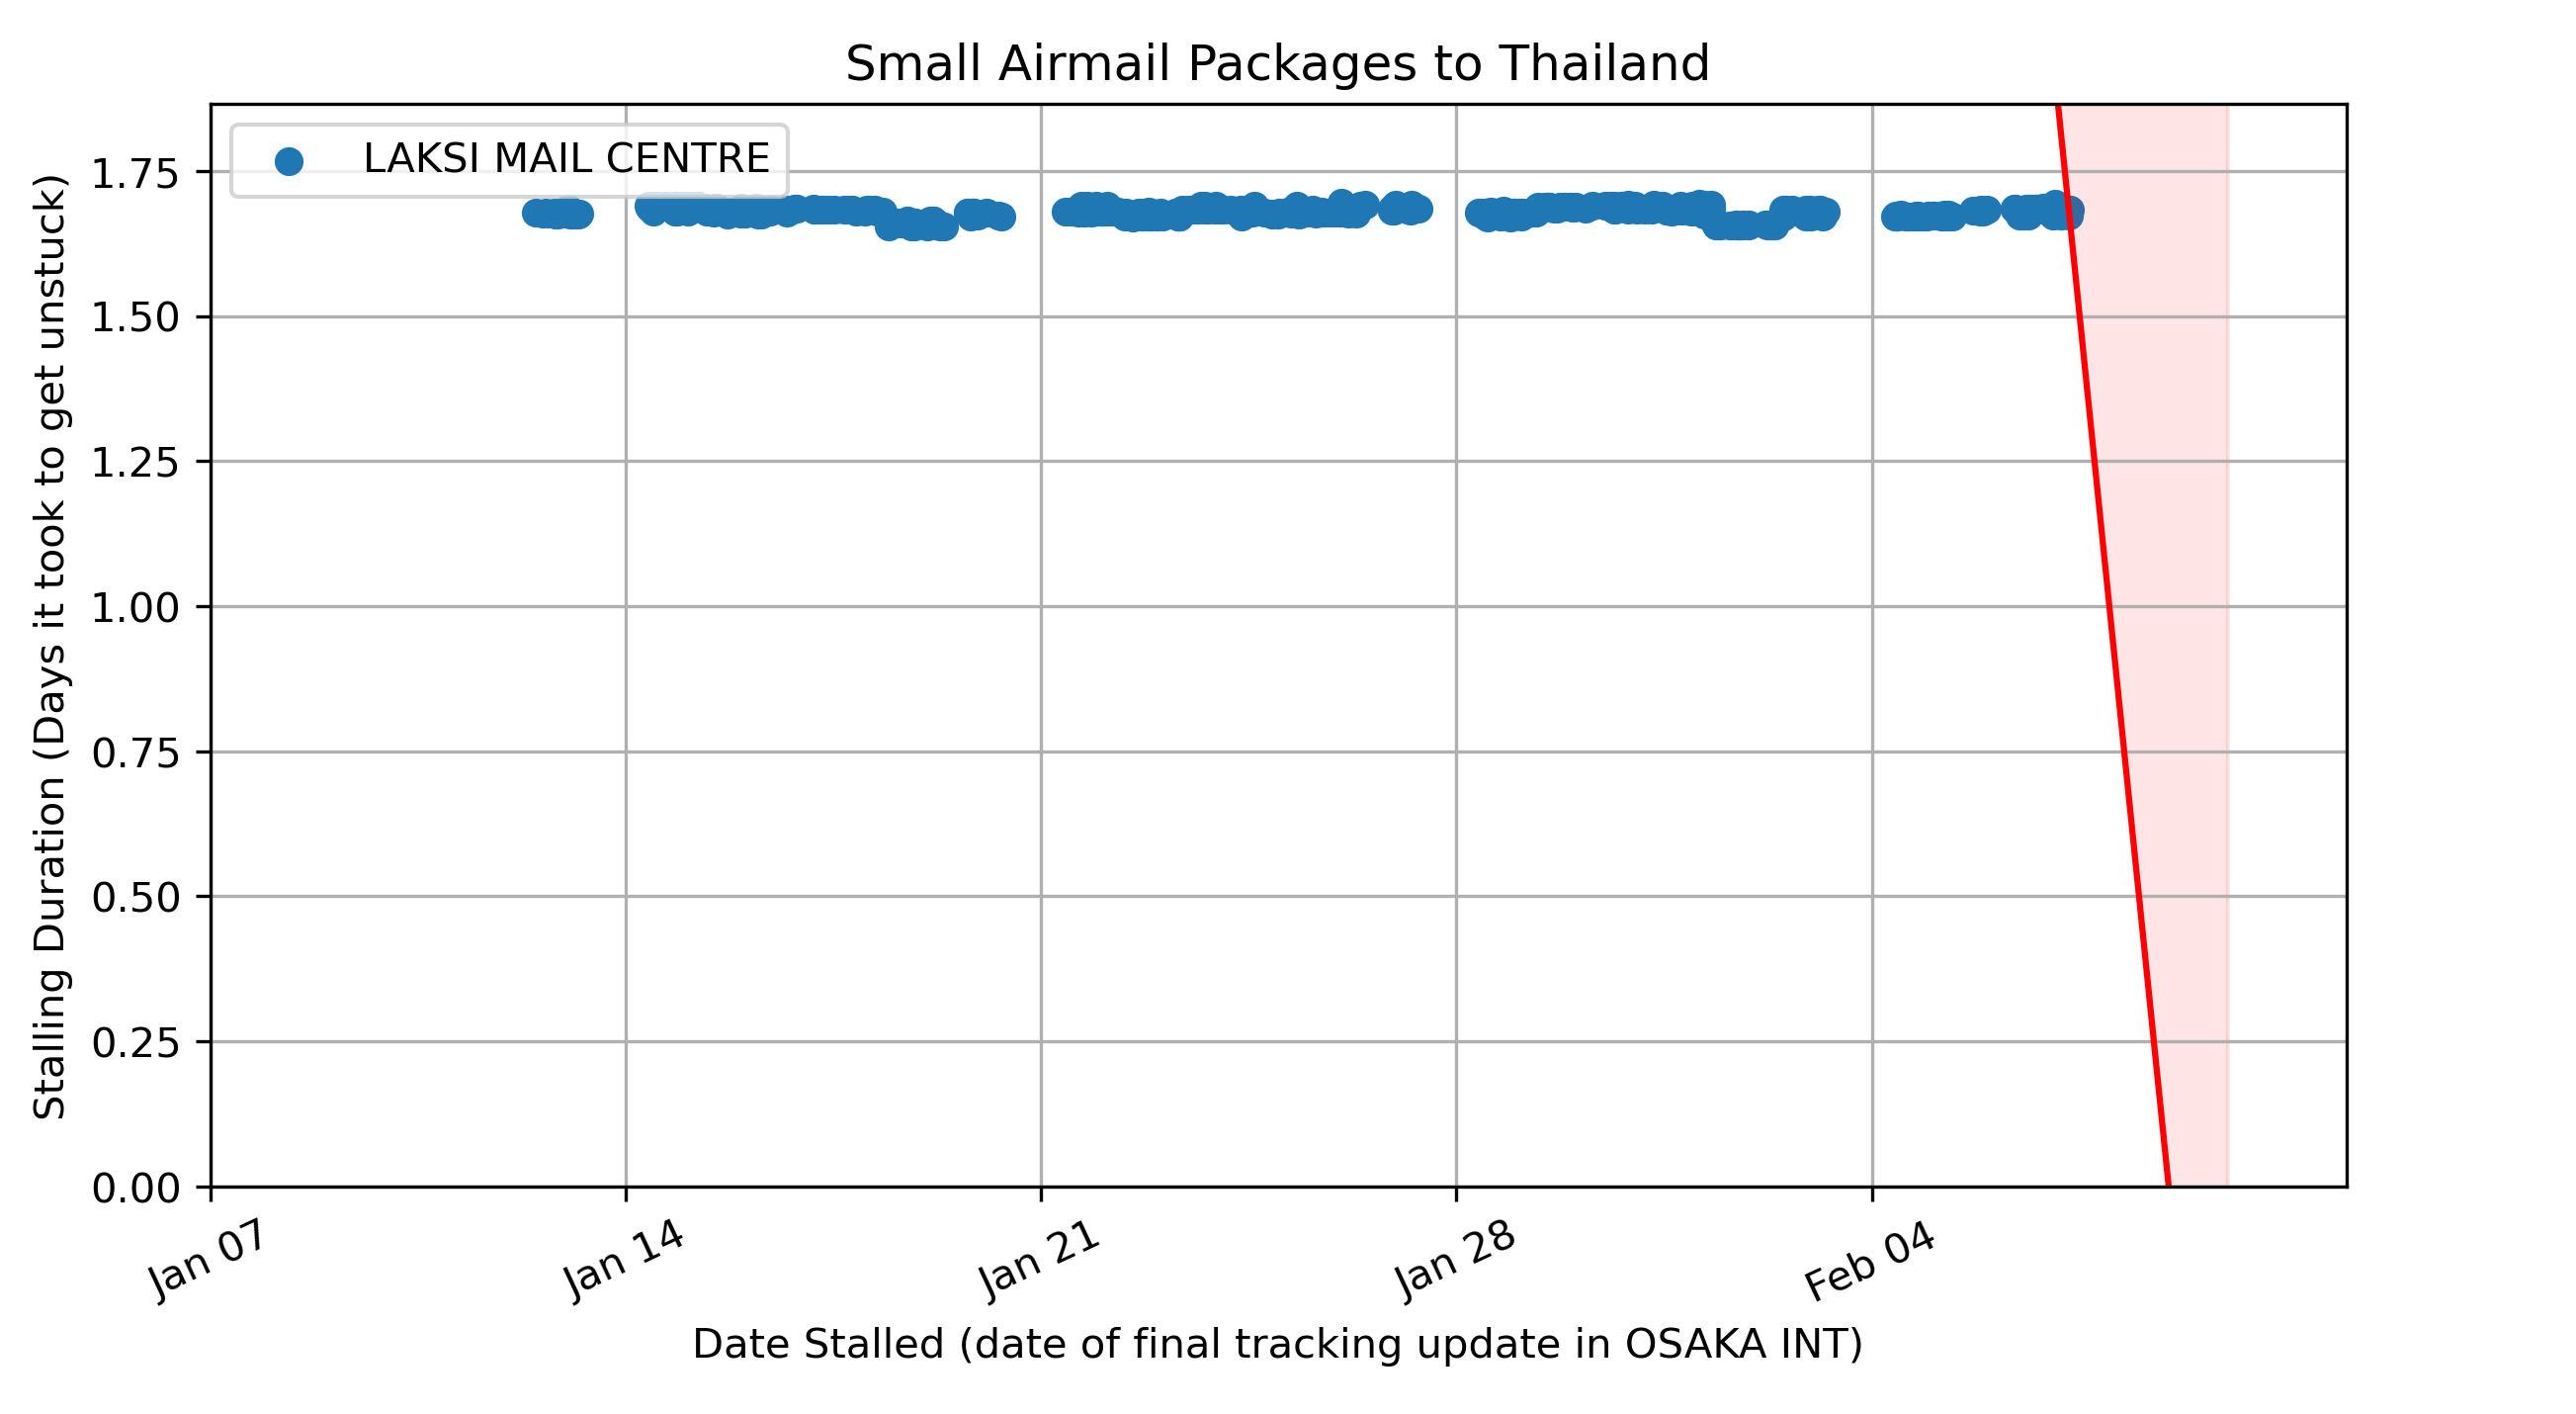 Small Airmail Packages to Thailand
LAKSI MAIL CENTRE
Stalling Duration (Days it took to get unstuck)
1.75
1.50
1.25
1.00
0.75
0.50
0.25
0.00
Jan 07
Jan 14
Jan 21
Jan 28
Feb 04
Date Stalled (date of final tracking update in OSAKA INT)